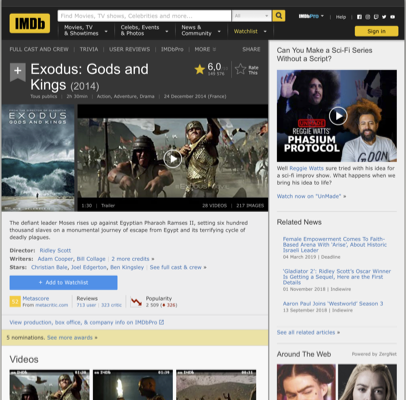 IMDb
Find Movies, TV shows, Celebrities and more...
All
IMDbPro
Help
Movies, TV
& Showtimes
Celebs, Events
& Photos
News &
Community
Watchlist
Sign in
FULL CAST AND CREW | TRIVIA | USER REVIEWS | IMDbPro | MORE
SHARE
Exodus: Gods and
Kings (2014)
6,0
Rate
This
Tous publics | 2h 30min | Action, Adventure, Drama | 24 December 2014 (France)
EXODUS
GODS AND KINGS
1:30 | Trailer
28 VIDEOS | 217 IMAGES
The defiant leader Moses rises up against Egyptian Pharaoh Ramses II, setting six hundred
thousand slaves on a monumental journey of escape from Egypt and its terrifying cycle of
deadly plagues.
Director: Ridley Scott
Writers: Adam Cooper, Bill Collage | 2 more credits »
Stars: Christian Bale, Joel Edgerton, Ben Kingsley | See full cast & crew »
+ Add to Watchlist
Metascore
From metacritic.com
Reviews
713 user | 323 critic
Popularity
2 509
View production, box office, & company info on IMDbPro
5 nominations. See more awards »
Videos
Can You Make a Sci-Fi Series
Without a Script?
REGGIE WATTS'
PHASIUM
PROTOCOL
GOON
Well Reggie Watts sure tried with his idea for
a sci-fi improv show. What happens when we
bring his idea to life?
Watch now on "UnMade" »
Related News
Female Empowerment Comes To Faith-
Based Arena With 'Arise', About Historic
Israeli Leader
04 March 2019 | Deadline
'Gladiator 2': Ridley Scott's Oscar Winner
Is Getting a Sequel, Here are the First
Details
01 November 2018 | Indiewire
Aaron Paul Joins 'Westworld' Season 3
13 September 2018 | Indiewire
See all related articles »
Around The Web
Powered by ZergNet